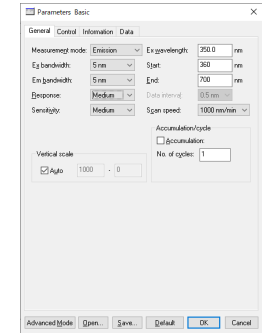 Parameters Basic
General Control Information Data
Measurement mode: Emission Ex wavelength: 350.0 nm
Ex bandwidth: 5 nm Start: 360 nm
Em bandwidth: 5 nm End: 700 nm
Response: Medium Data interval 0.5 nm
Sensitivity: Medium Scan speed: 1000 nm/min
Accumulation/cycle
Accumulation:
No. of cycles: 1
Vertical scale
Auto 1000 - 0
Advanced Mode Open... Save... Default OK Cancel